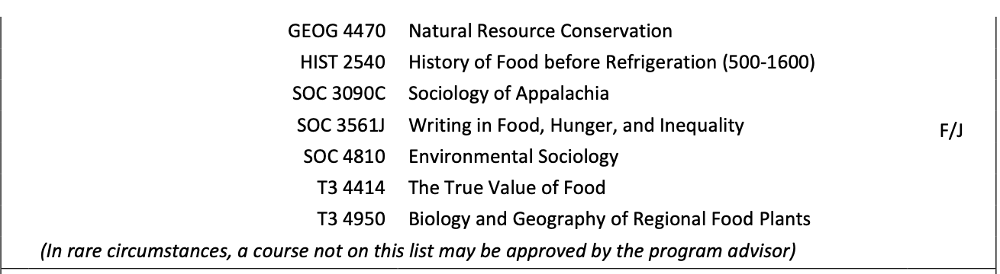 GEOG 4470 Natural Resource Conservation
HIST 2540 History of Food before Refrigeration (500-1600)
SOC 3090C Sociology of Appalachia
SOC 3561J Writing in Food, Hunger, and Inequality F/J
SOC 4810 Environmental Sociology
T3 4414 The True Value of Food
T3 4950 Biology and Geography of Regional Food Plants
(In rare circumstances, a course not on this list may be approved by the program advisor)